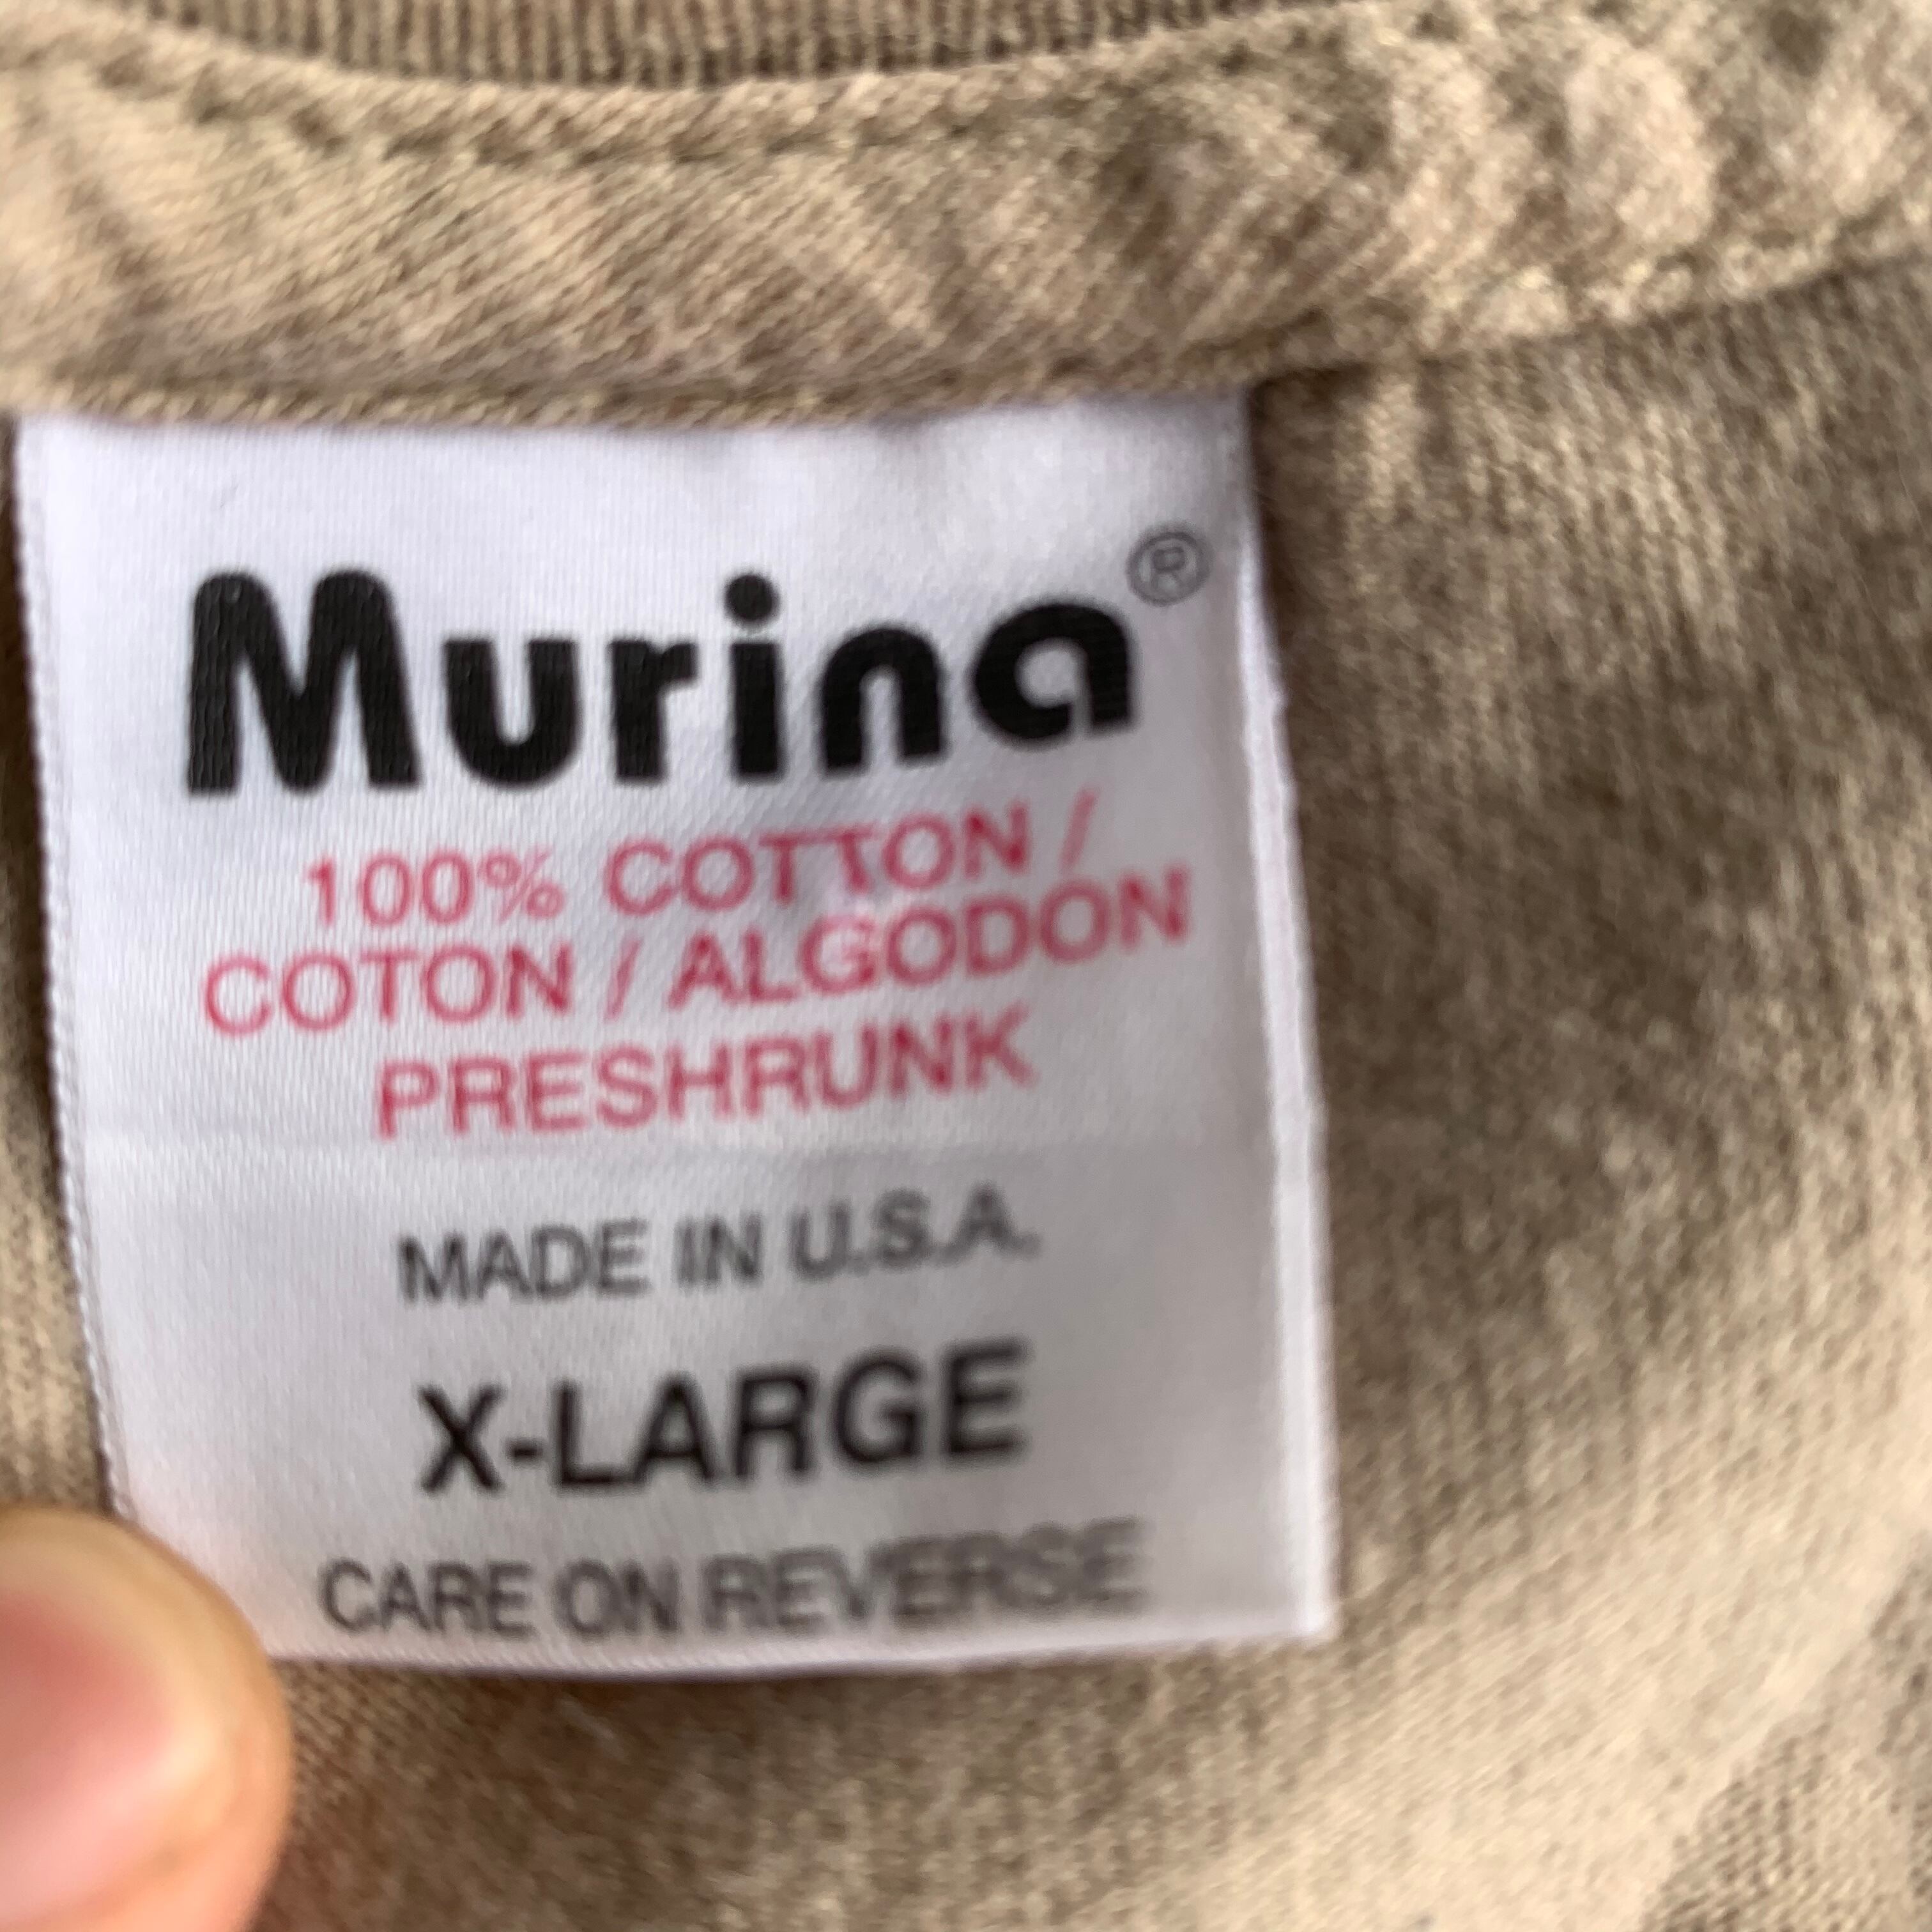 Murina®
100% COTTON /
COTON / ALGODON
PRESHRUNK
MADE IN U.S.A.
X-LARGE
CARE ON REVERSE